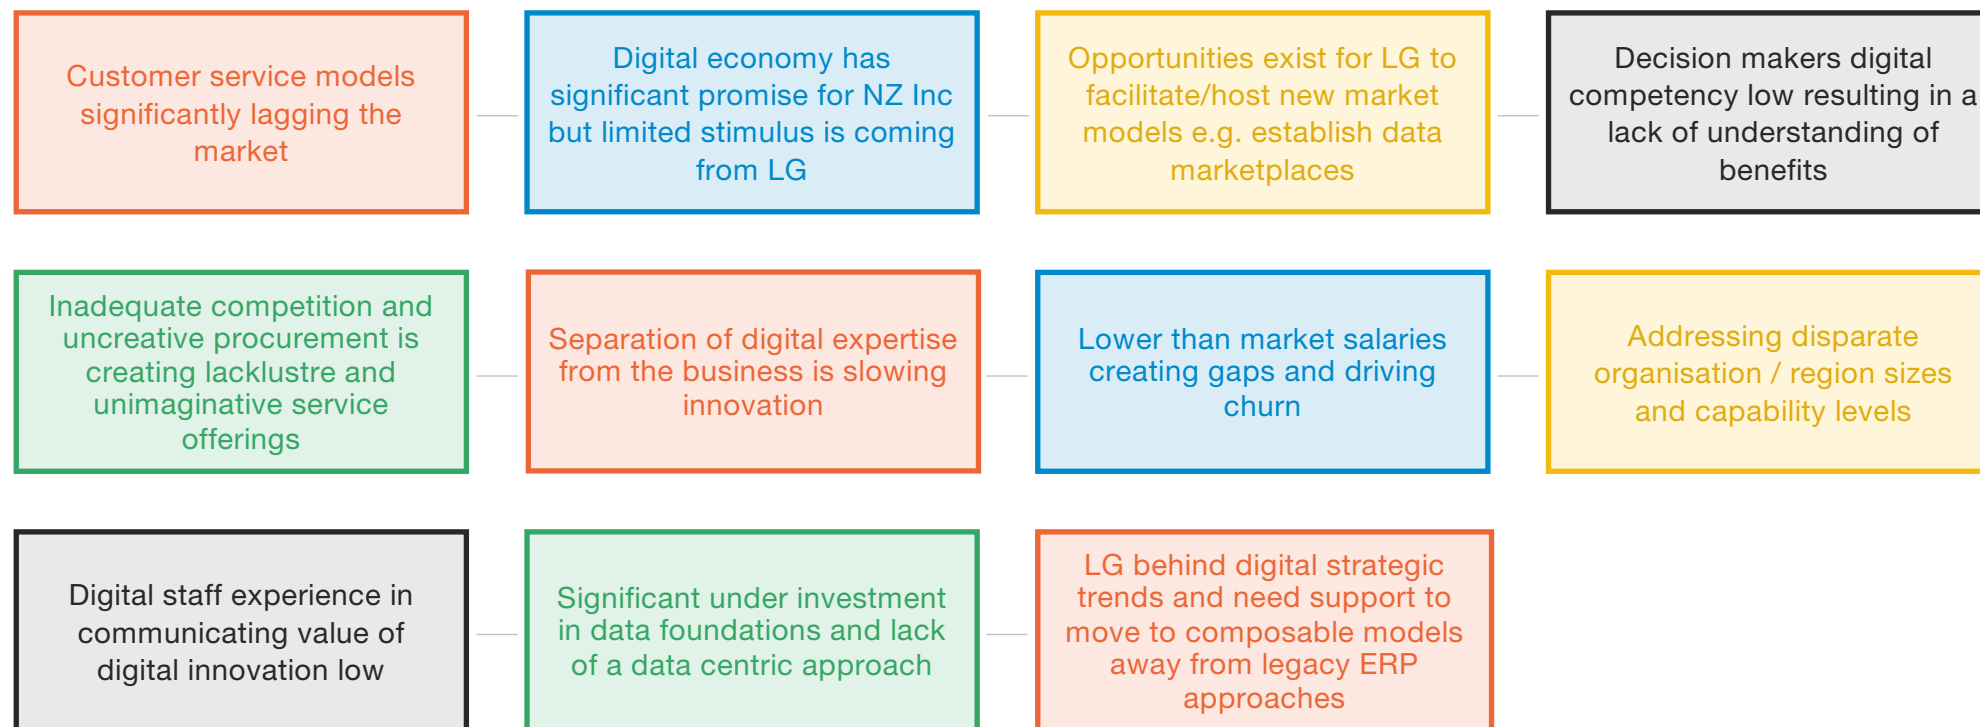 Customer service models
significantly lagging the
market
Digital economy has
significant promise for NZ Inc
but limited stimulus is coming
from LG
Opportunities exist for LG to
facilitate/host new market
models e.g. establish data
marketplaces
Decision makers digital
competency low resulting in a
lack of understanding of
benefits
Inadequate competition and
uncreative procurement is
creating lacklustre and
unimaginative service
offerings
Separation of digital expertise
from the business is slowing
innovation
Lower than market salaries
creating gaps and driving
churn
Addressing disparate
organisation / region sizes
and capability levels
Digital staff experience in
communicating value of
digital innovation low
Significant under investment
in data foundations and lack
of a data centric approach
LG behind digital strategic
trends and need support to
move to composable models
away from legacy ERP
approaches